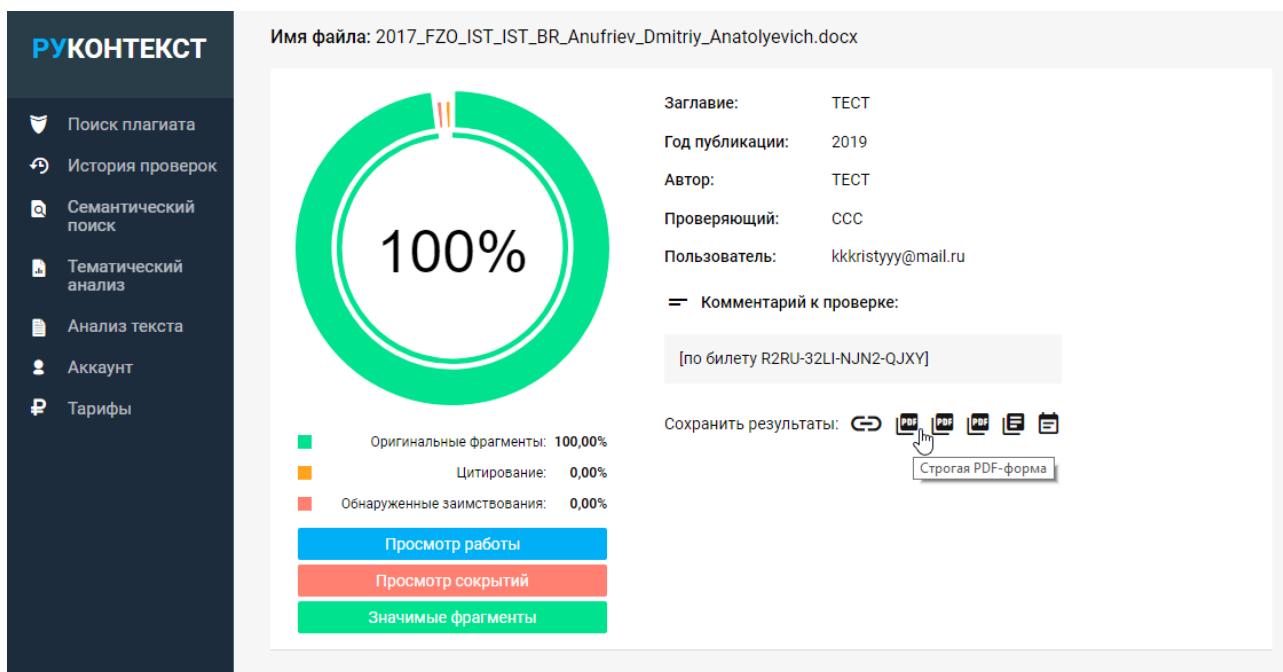 РУКОНТЕКСТ
Поиск плагиата
История проверок
Семантический
поиск
Тематический
анализ
Анализ текста
Аккаунт
Тарифы
Имя файла: 2017_FZO_IST_IST_BR_Anufriev_Dmitriy_Anatolyevich.docx
100%
Оригинальные фрагменты: 100,00%
Цитирование: 0,00%
Обнаруженные заимствования: 0,00%
Просмотр работы
Просмотр сокрытий
Значимые фрагменты
Заглавие: ТЕСТ
Год публикации: 2019
Автор: ТЕСТ
Проверяющий: ССС
Пользователь: kkkristyyy@mail.ru
Комментарий к проверке:
[по билету R2RU-32LI-NJN2-QJXY]
Сохранить результаты: PDF PDF PDF
Строгая PDF-форма